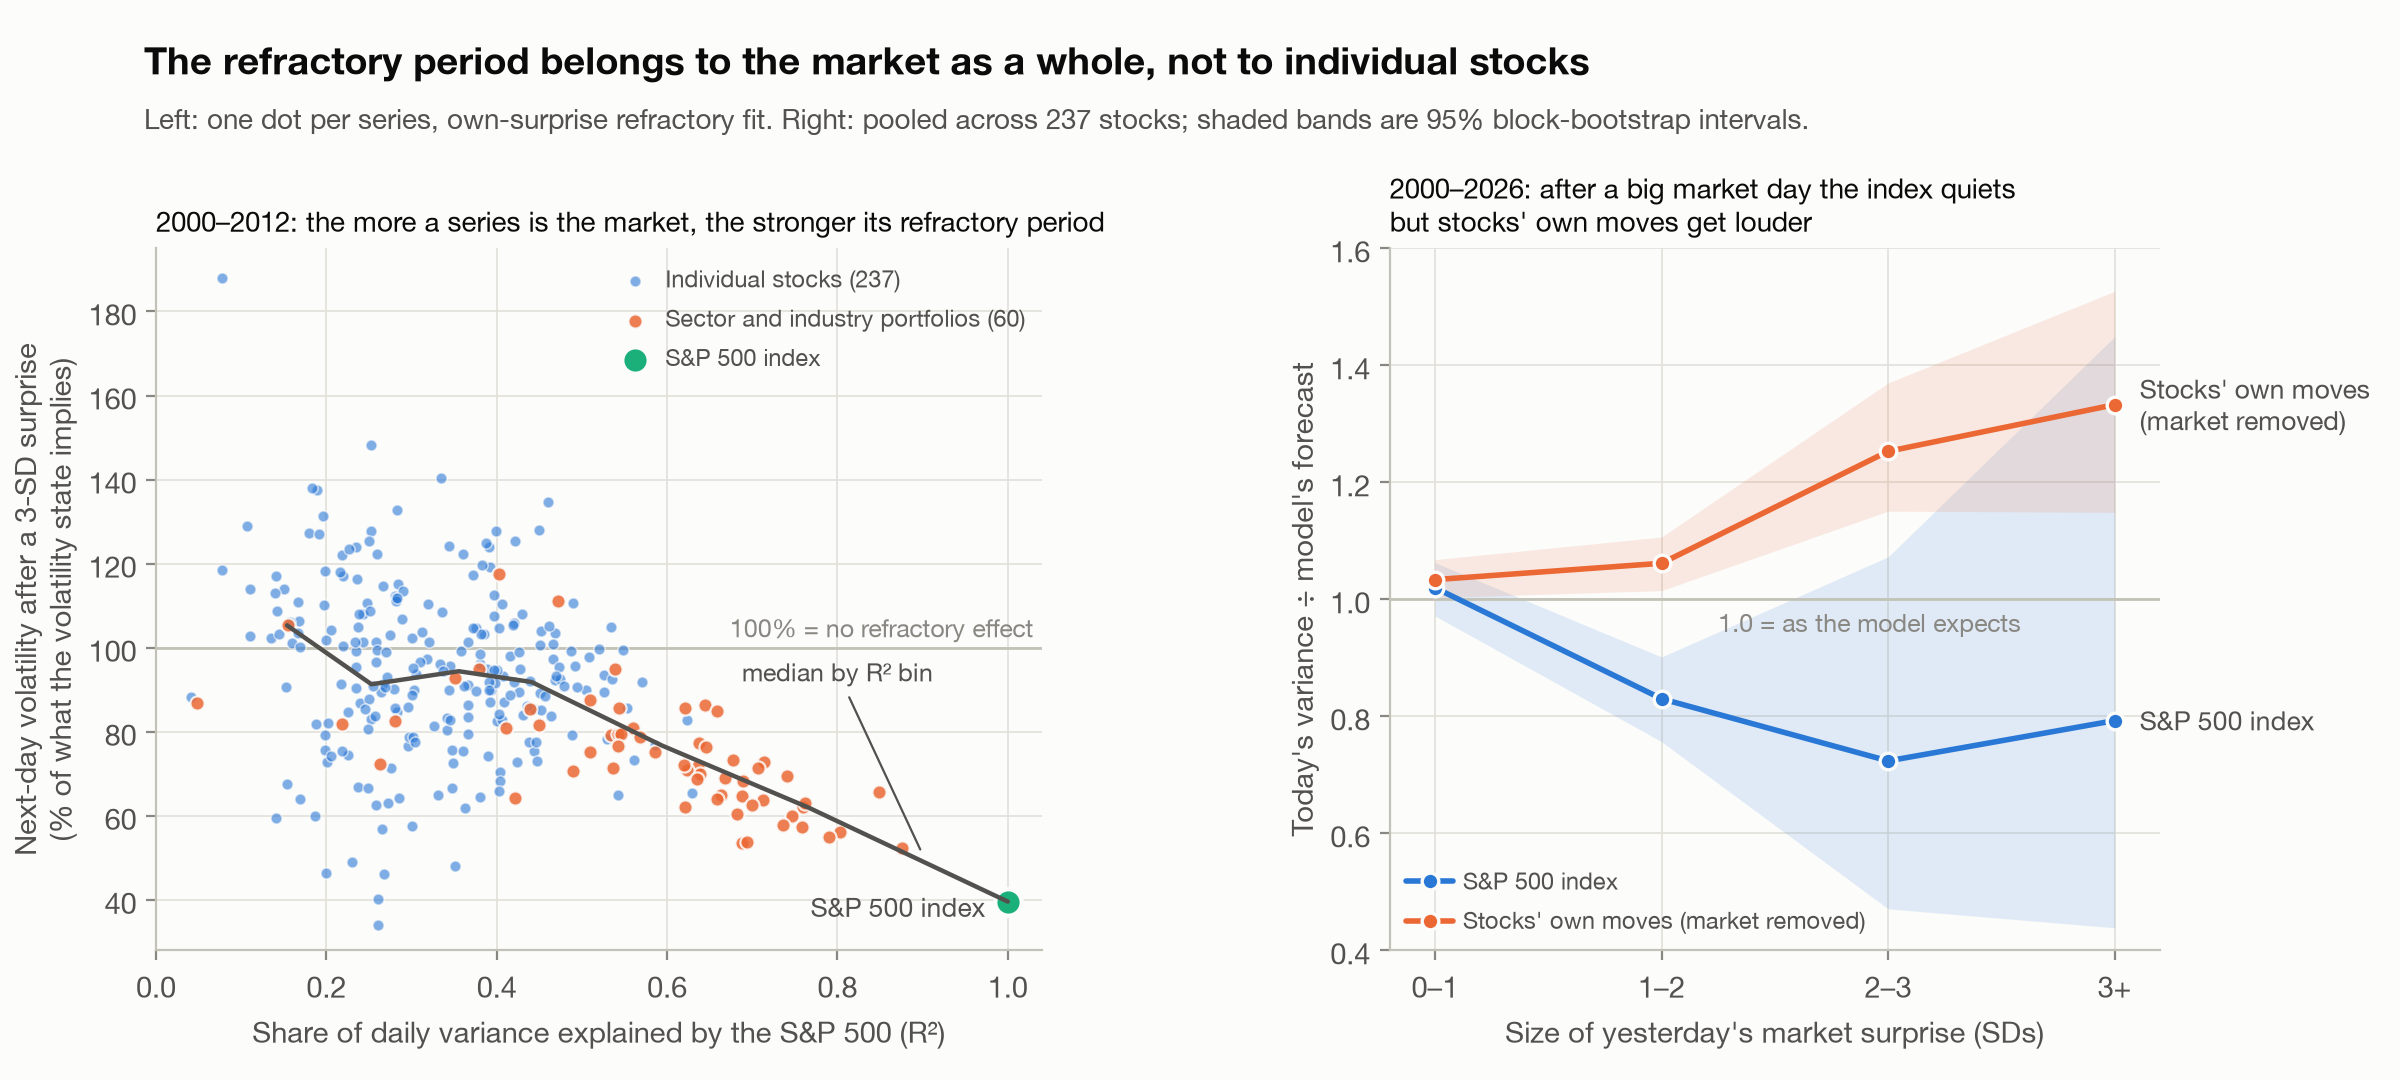 The refractory period belongs to the market as a whole, not to individual stocks
Left: one dot per series, own-surprise refractory fit. Right: pooled across 237 stocks; shaded bands are 95% block-bootstrap intervals.
2000–2012: the more a series is the market, the stronger its refractory period
Next-day volatility after a 3-SD surprise
(% of what the volatility state implies)
180
160
140
120
100
80
60
40
Individual stocks (237)
Sector and industry portfolios (60)
S&P 500 index
100% = no refractory effect
median by R² bin
S&P 500 index
0.0
0.2
0.4
0.6
0.8
1.0
Share of daily variance explained by the S&P 500 (R²)
2000–2026: after a big market day the index quiets
but stocks' own moves get louder
Today's variance ÷ model's forecast
1.6
1.4
1.2
1.0
0.8
0.6
0.4
Stocks' own moves
(market removed)
1.0 = as the model expects
S&P 500 index
S&P 500 index
Stocks' own moves (market removed)
0–1
1–2
2–3
3+
Size of yesterday's market surprise (SDs)